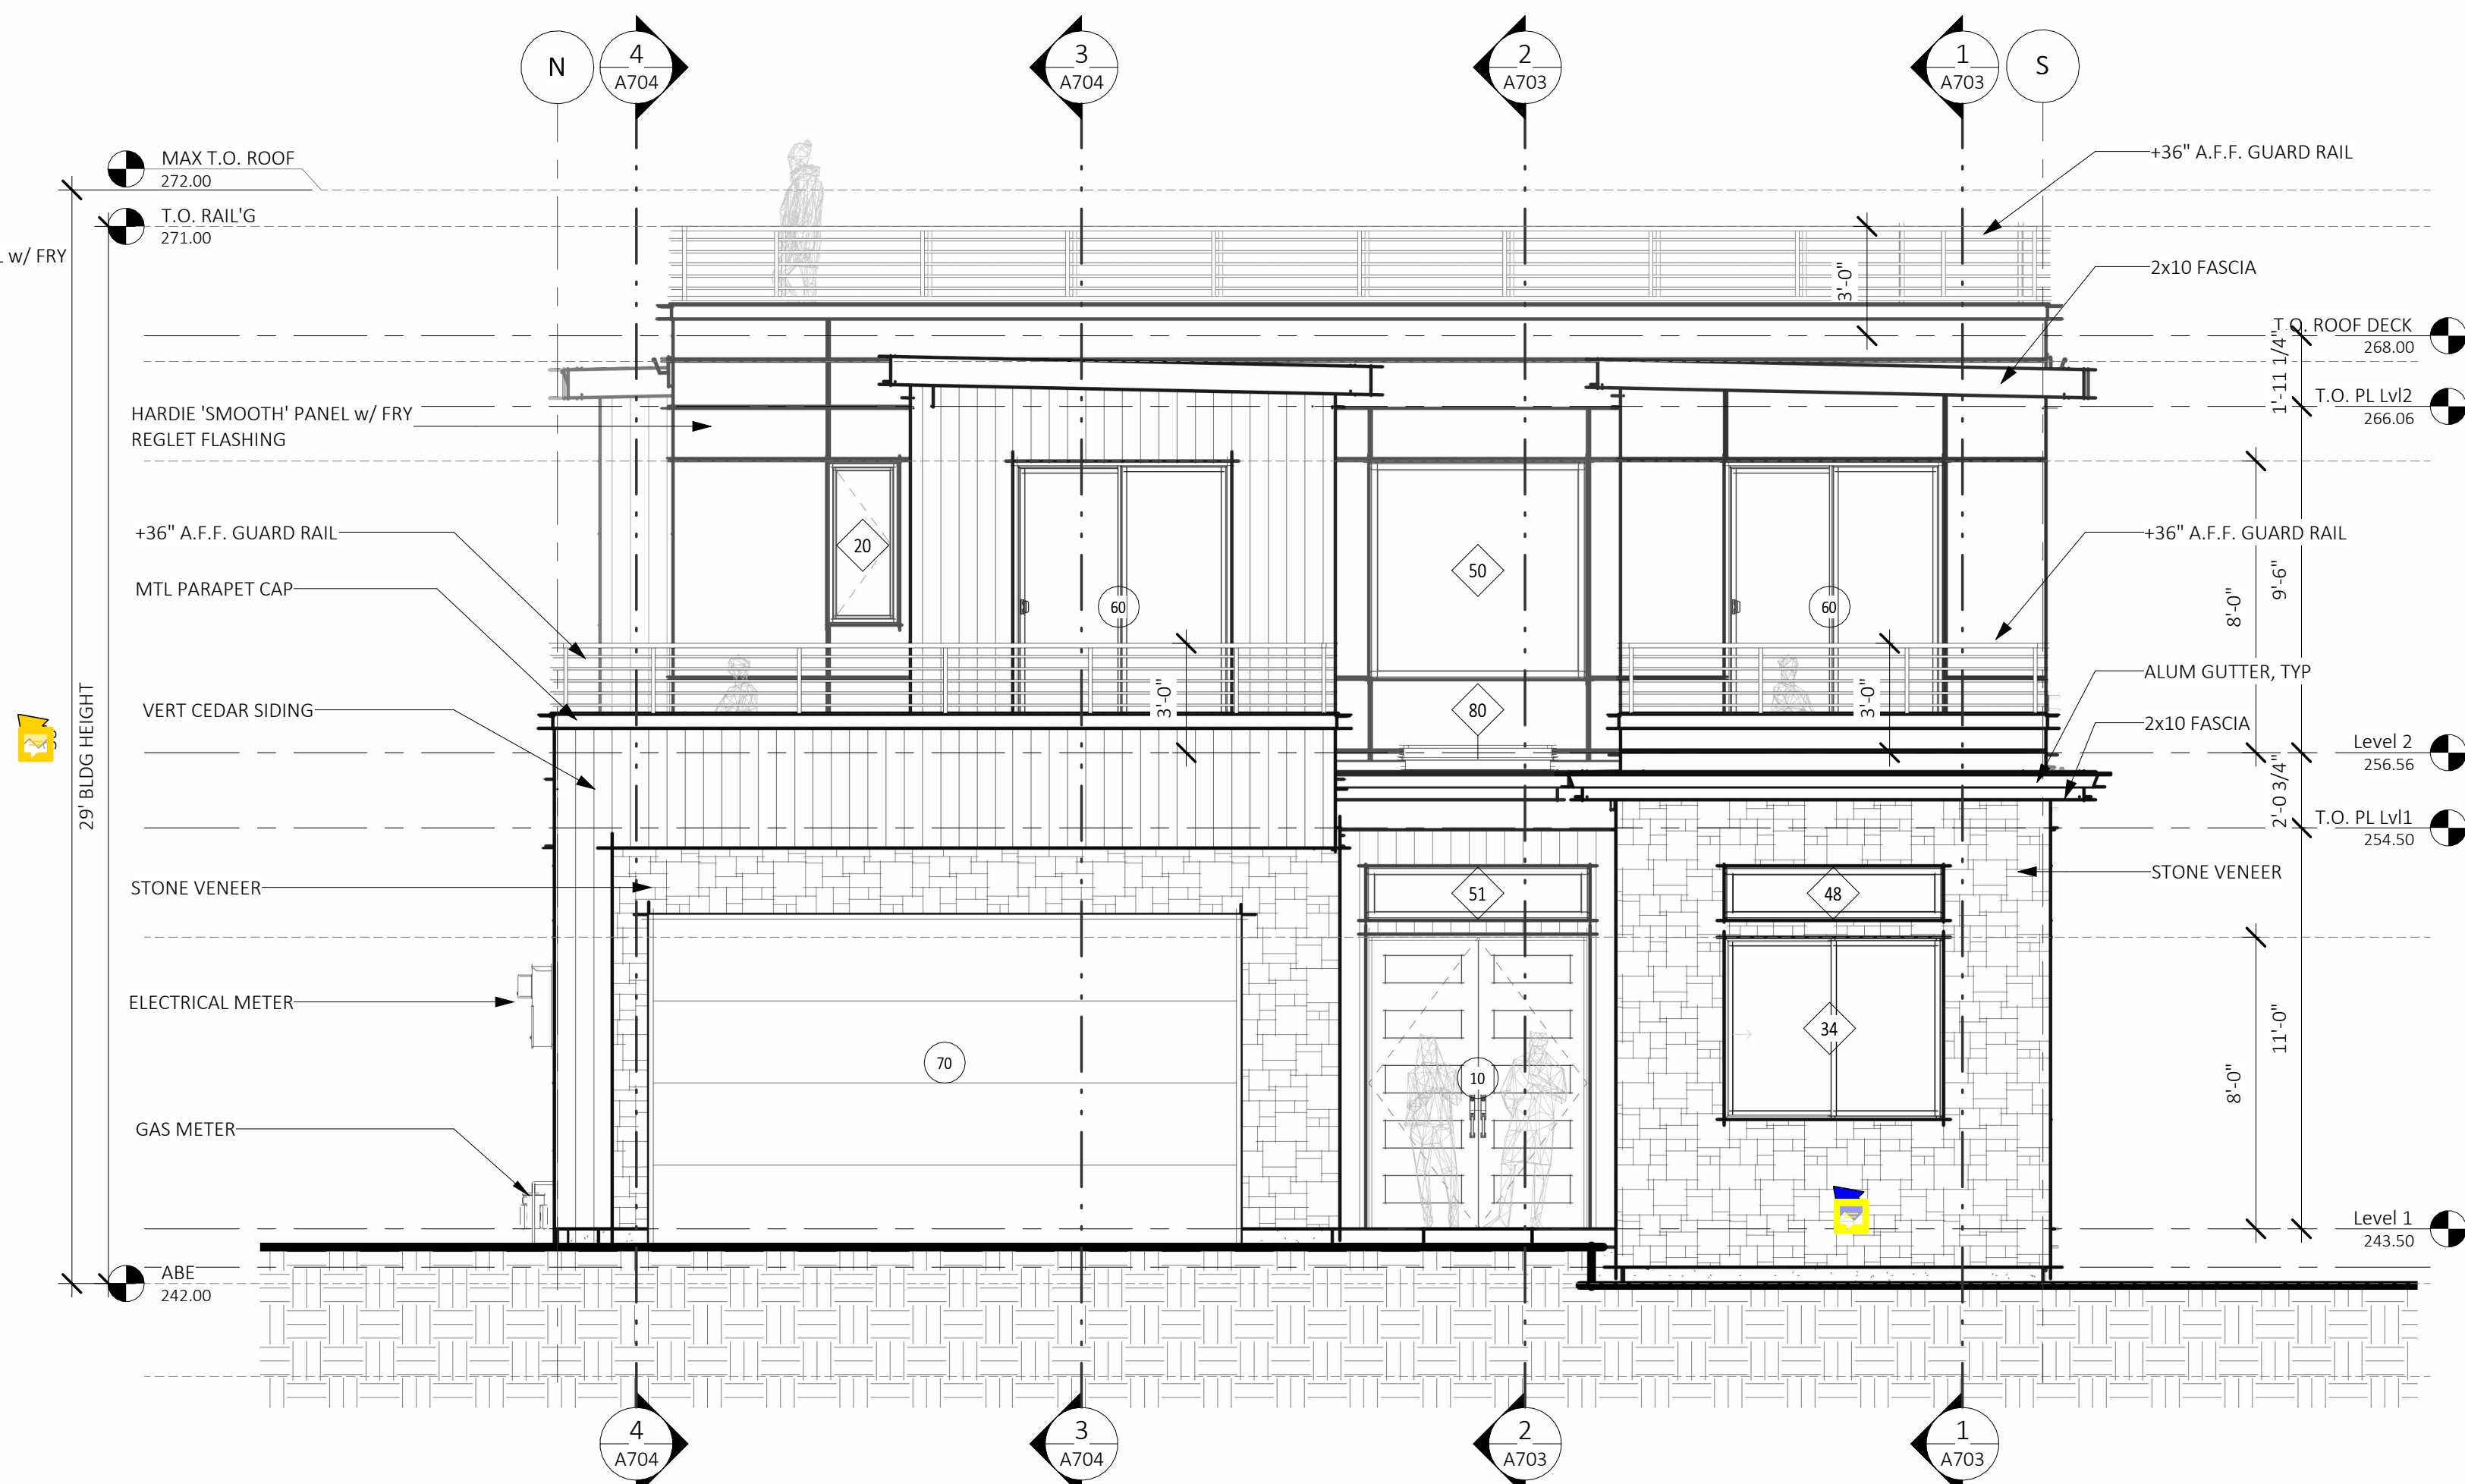 N
4
A704
3
A704
2
A703
1
A703
S
MAX T.O. ROOF
272.00
T.O. RAIL'G
271.00
w/ FRY
+36" A.F.F. GUARD RAIL
2x10 FASCIA
3'-0"
T.O. ROOF DECK
268.00
1'-11 1/4"
T.O. PL Lvl2
266.06
HARDIE 'SMOOTH' PANEL w/ FRY
REGLET FLASHING
+36" A.F.F. GUARD RAIL
MTL PARAPET CAP
VERT CEDAR SIDING
20
60
50
60
80
3'-0"
3'-0"
+36" A.F.F. GUARD RAIL
8'-0"
9'-6"
ALUM GUTTER, TYP
2x10 FASCIA
Level 2
256.56
2'-0 3/4"
T.O. PL Lvl1
254.50
29' BLDG HEIGHT
STONE VENEER
51
48
STONE VENEER
ELECTRICAL METER
70
10
34
8'-0"
11'-0"
GAS METER
Level 1
243.50
ABE
242.00
4
A704
3
A704
2
A703
1
A703